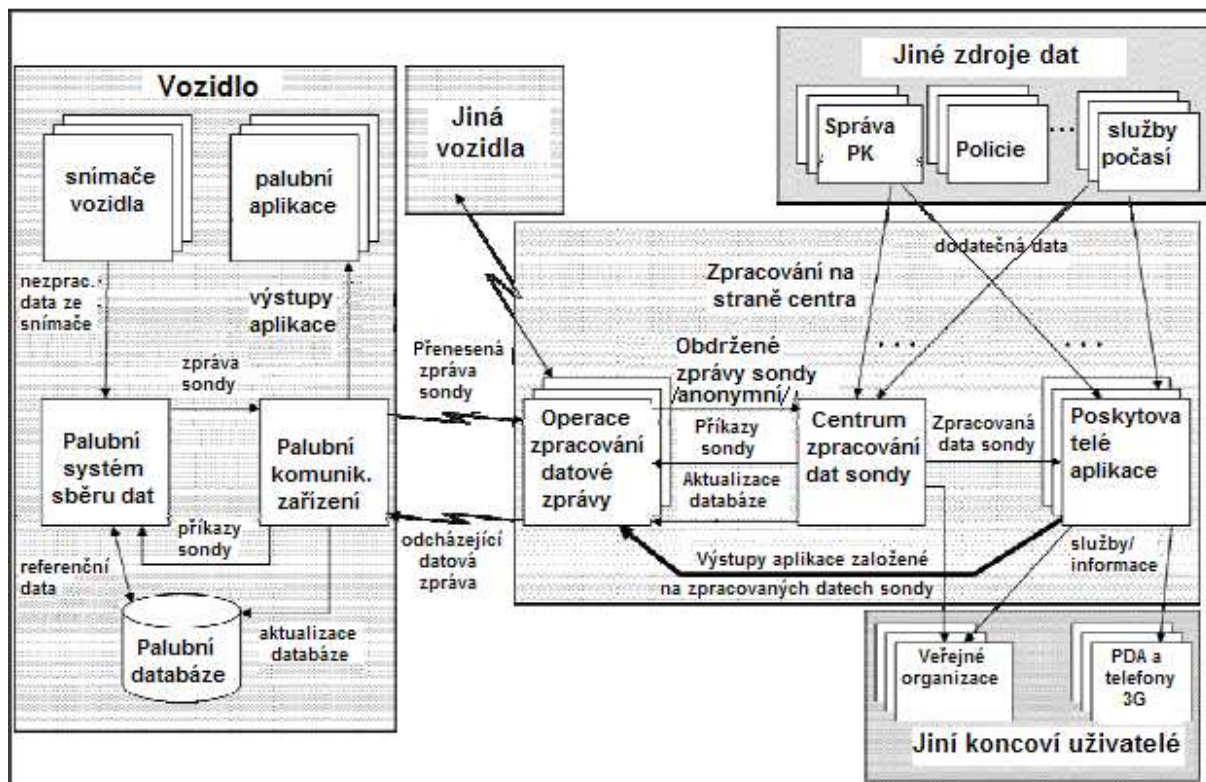 Vozidlo
snímače
vozidla
palubní
aplikace
nezprac.
data ze
snímače
výstupy
aplikace
zpráva
sondy
Palubní
systém
sběru dat
Palubní
komunik.
zařízení
příkazy
sondy
referenční
data
Palubní
databáze
aktualizace
databáze
Jiná
vozidla
Přenesená
zpráva
sondy
odcházející
datová
zpráva
Jiné zdroje dat
Správa
PK
Policie
...
služby
počasí
dodatečná data
Zpracování na
straně centra
Obdržené
zprávy sondy
/anonymní/
Operace
zpracování
datové
zprávy
Příkazy
sondy
Aktualizace
databáze
Centrum
zpracování
dat sondy
Zpracovaná
data sondy
Poskytova
telé
aplikace
Výstupy aplikace založené
na zpracovaných datech sondy
služby/
informace
Veřejné
organizace
PDA a
telefony
3G
Jiní koncoví uživatelé